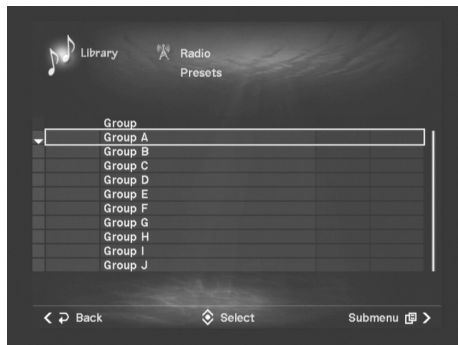 Library Radio
Presets
Group
Group A
Group B
Group C
Group D
Group E
Group F
Group G
Group H
Group I
Group J
Back Select Submenu